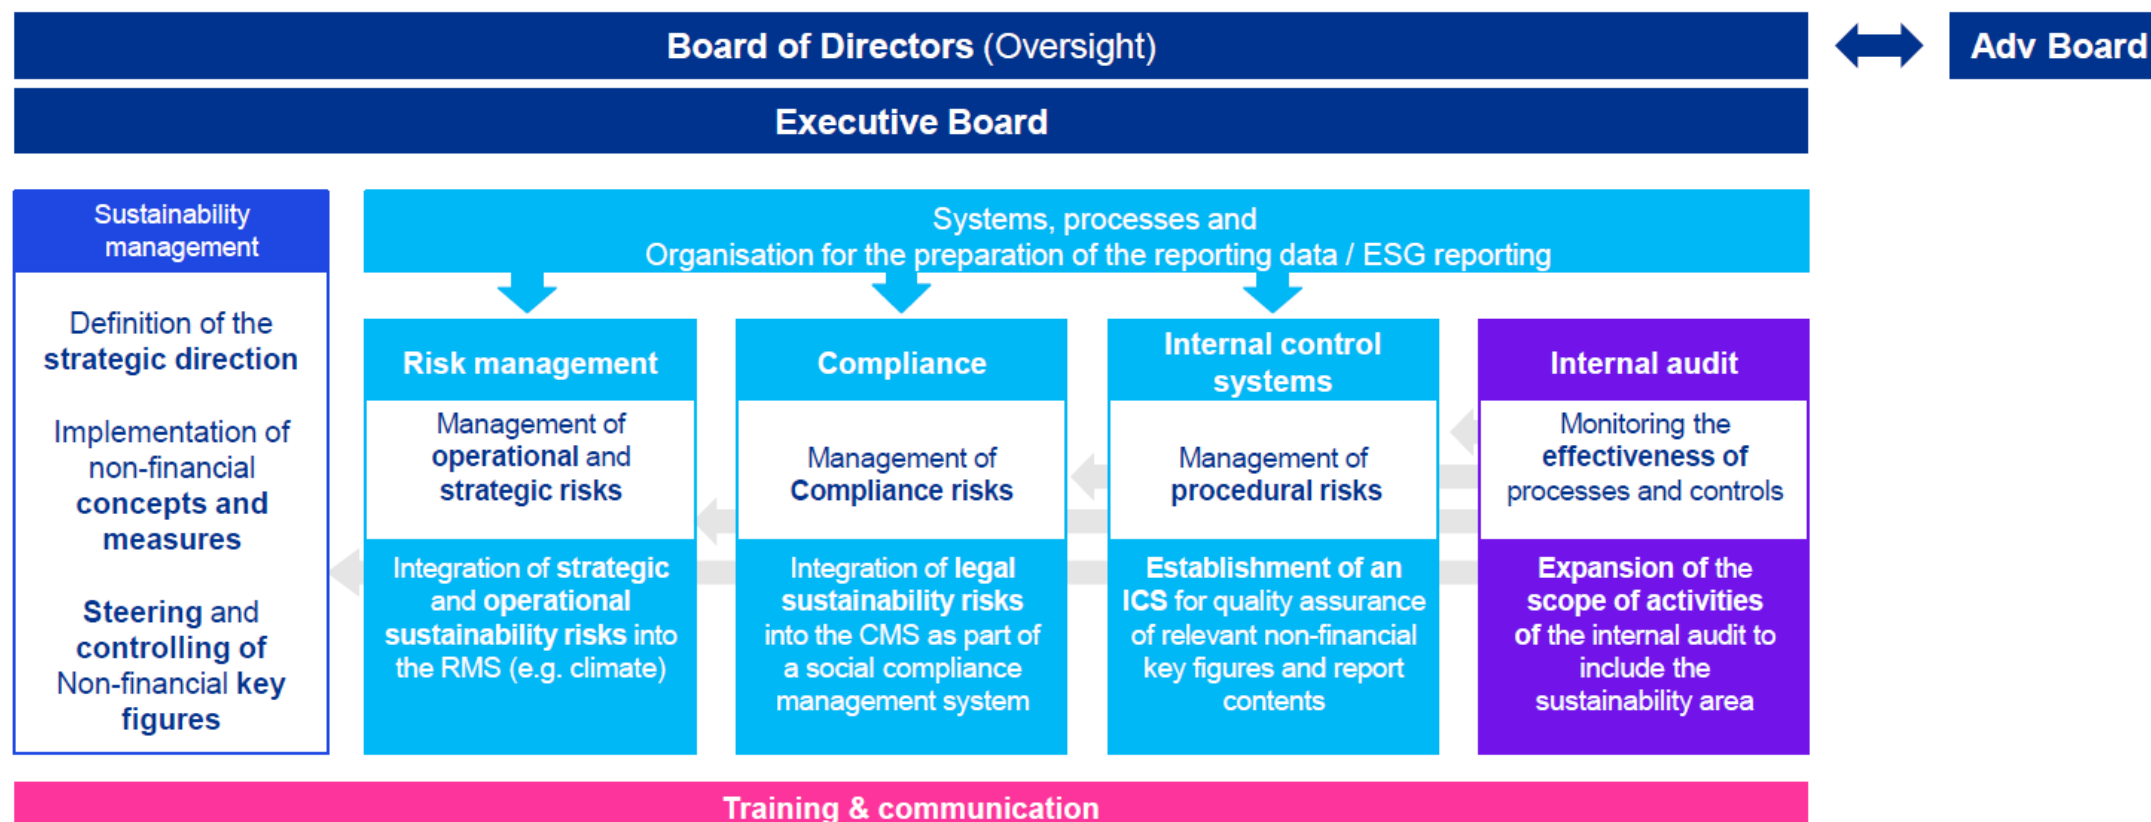 Board of Directors (Oversight)
Adv Board
Executive Board
Sustainability
management
Definition of the
strategic direction
Implementation of
non-financial
concepts and
measures
Steering and
controlling of
Non-financial key
figures
Systems, processes and
Organisation for the preparation of the reporting data / ESG reporting
Risk management
Management of
operational and
strategic risks
Integration of strategic
and operational
sustainability risks into
the RMS (e.g. climate)
Compliance
Management of
Compliance risks
Integration of legal
sustainability risks
into the CMS as part of
a social compliance
management system
Internal control
systems
Management of
procedural risks
Establishment of an
ICS for quality assurance
of relevant non-financial
key figures and report
contents
Internal audit
Monitoring the
effectiveness of
processes and controls
Expansion of the
scope of activities
of the internal audit to
include the
sustainability area
Training & communication